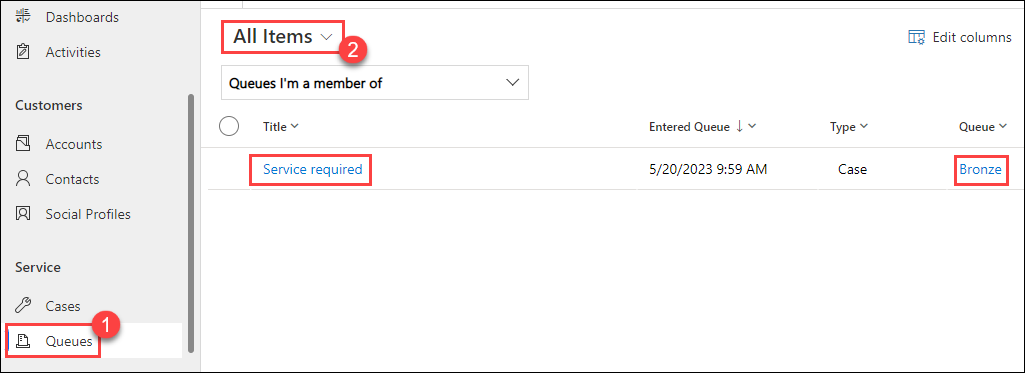 Dashboards
Activities
Customers
Accounts
Contacts
Social Profiles
Service
Cases
1
Queues
All Items
2
Edit columns
Queues I'm a member of
Title
Entered Queue
Type
Queue
Service required
5/20/2023 9:59 AM
Case
Bronze